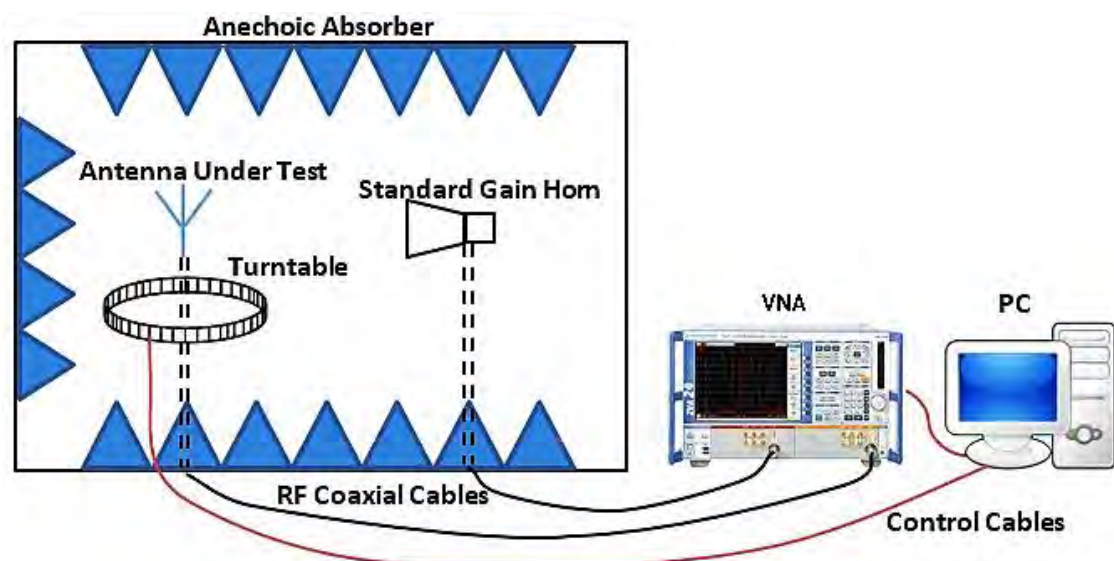 Anechoic Absorber
Antenna Under Test
Standard Gain Horn
Turntable
VNA
PC
RF Coaxial Cables
Control Cables